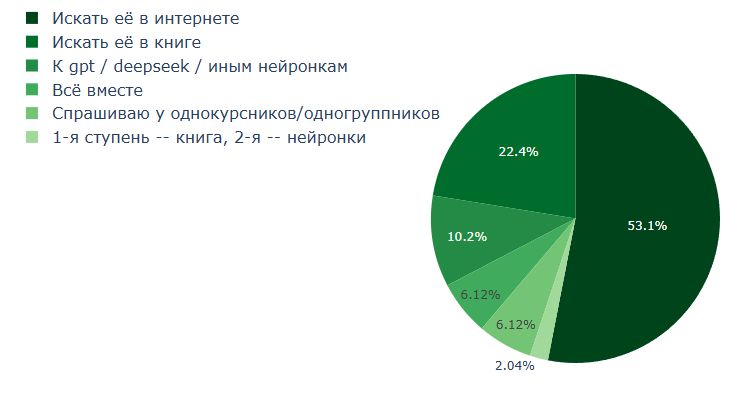 Искать её в интернете
Искать её в книге
К gpt / deepseek / иным нейронкам
Всё вместе
Спрашиваю у однокурсников/одногруппников
1-я ступень -- книга, 2-я -- нейронки
22.4%
53.1%
10.2%
6.12%
6.12%
2.04%